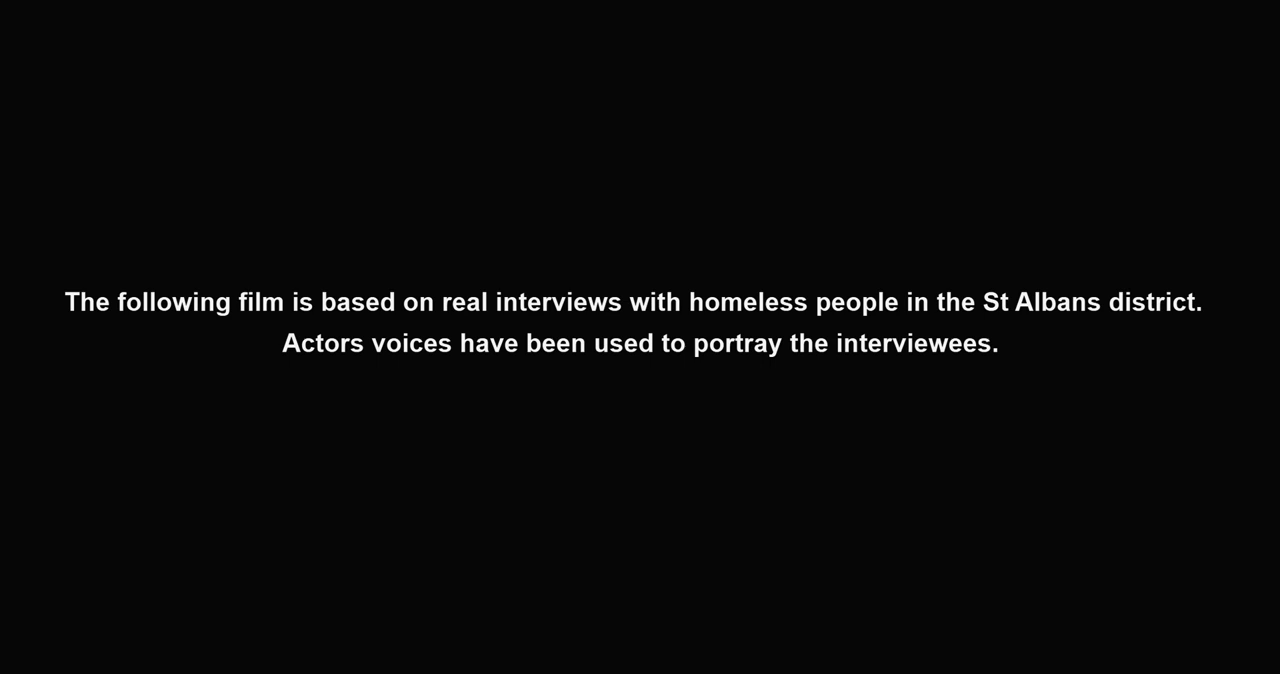 The following film is based on real interviews with homeless people in the St Albans district.
Actors voices have been used to portray the interviewees.